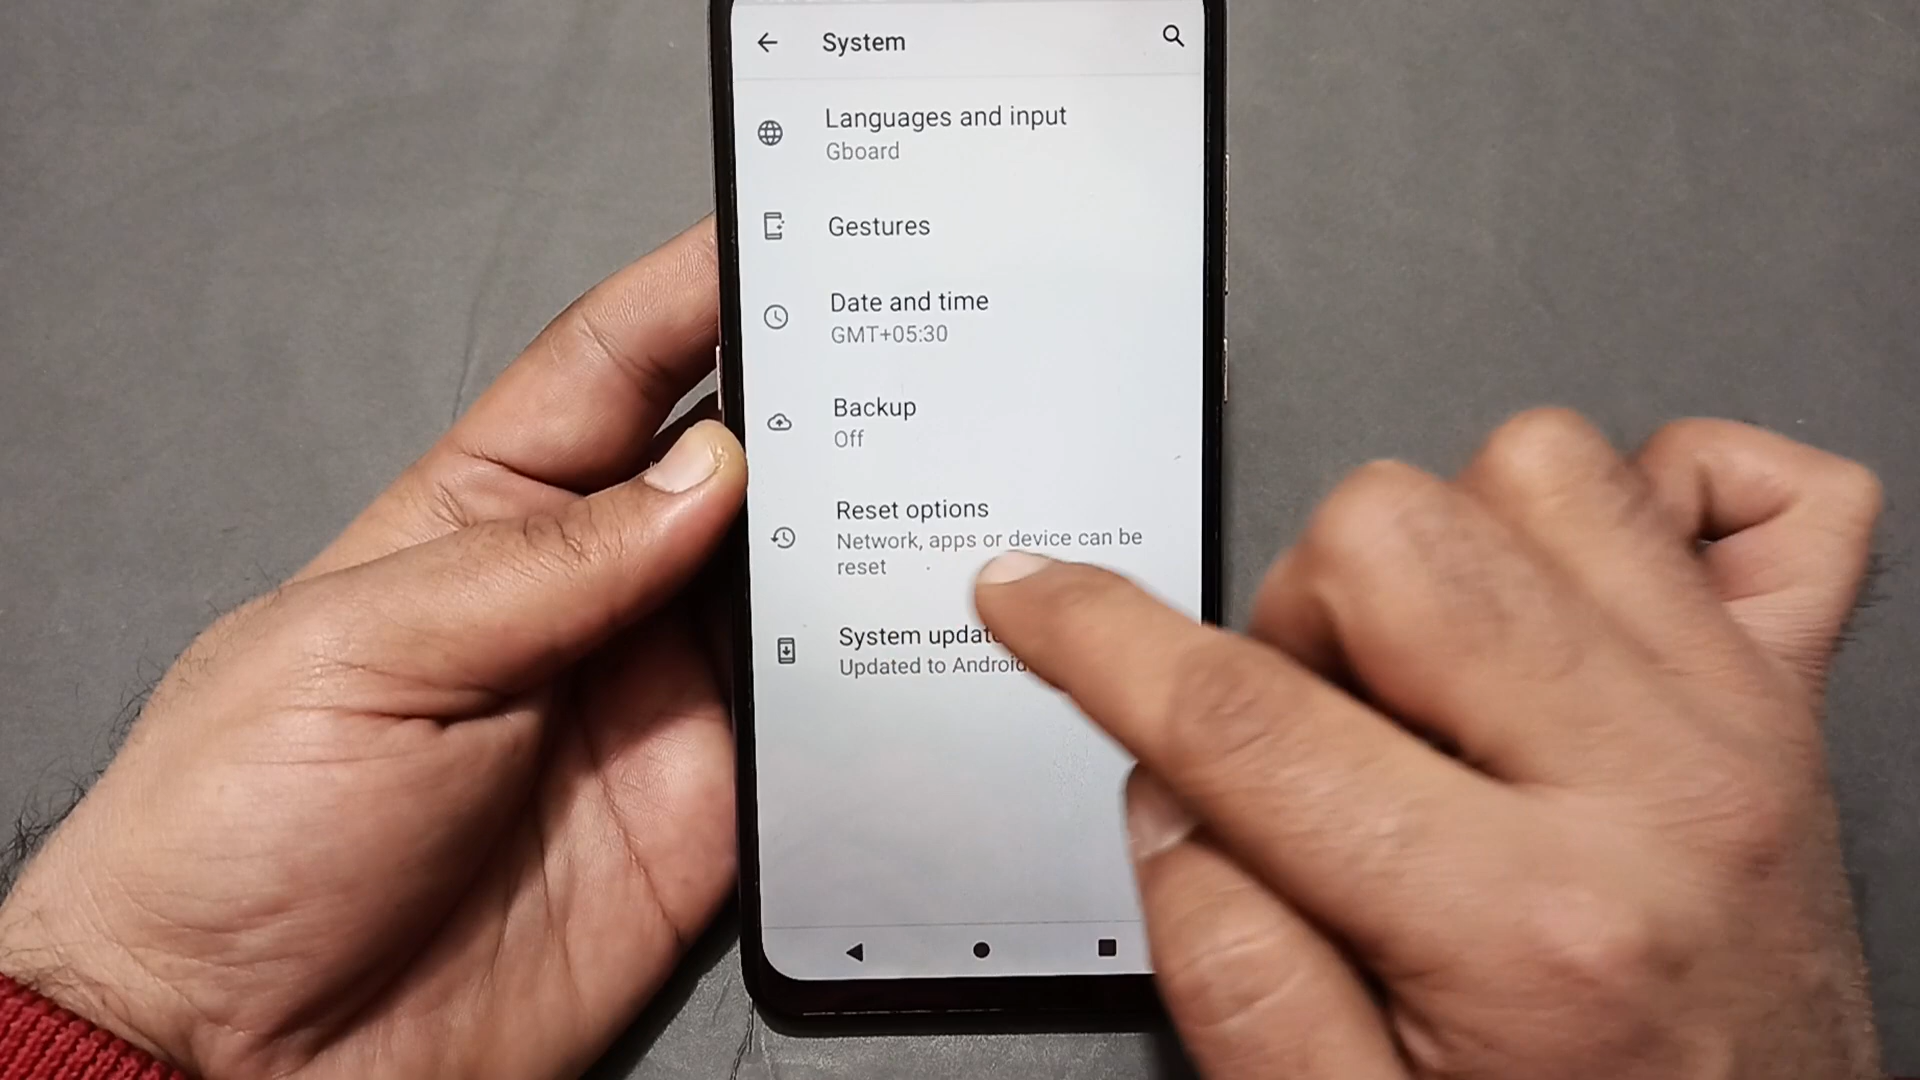 System
Languages and input
Gboard
Gestures
Date and time
GMT+05:30
Backup
Off
Reset options
Network, apps or device can be
reset
System
Updated to Android